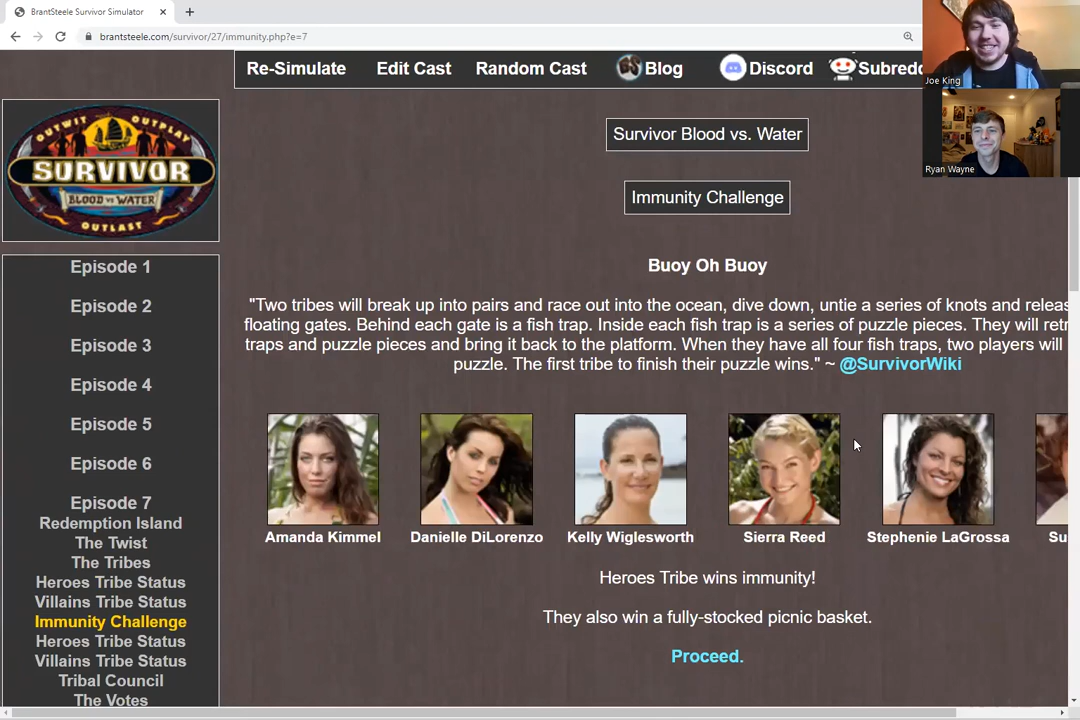 BrantSteele Survivor Simulator
brantsteele.com/survivor/27/immunity.php?e=7
Re-Simulate Edit Cast Random Cast Blog Discord Subredd
Joe King
Ryan Wayne
OUTWIT OUTPLAY
SURVIVOR
BLOOD vs. WATER
OUTLAST
Survivor Blood vs. Water
Immunity Challenge
Episode 1
Episode 2
Episode 3
Episode 4
Episode 5
Episode 6
Episode 7
Redemption Island
The Twist
The Tribes
Heroes Tribe Status
Villains Tribe Status
Immunity Challenge
Heroes Tribe Status
Villains Tribe Status
Tribal Council
The Votes
Buoy Oh Buoy
"Two tribes will break up into pairs and race out into the ocean, dive down, untie a series of knots and releas
floating gates. Behind each gate is a fish trap. Inside each fish trap is a series of puzzle pieces. They will retr
traps and puzzle pieces and bring it back to the platform. When they have all four fish traps, two players will
puzzle. The first tribe to finish their puzzle wins." ~ @SurvivorWiki
Amanda Kimmel Danielle DiLorenzo Kelly Wiglesworth Sierra Reed Stephenie LaGrossa Su
Heroes Tribe wins immunity!
They also win a fully-stocked picnic basket.
Proceed.